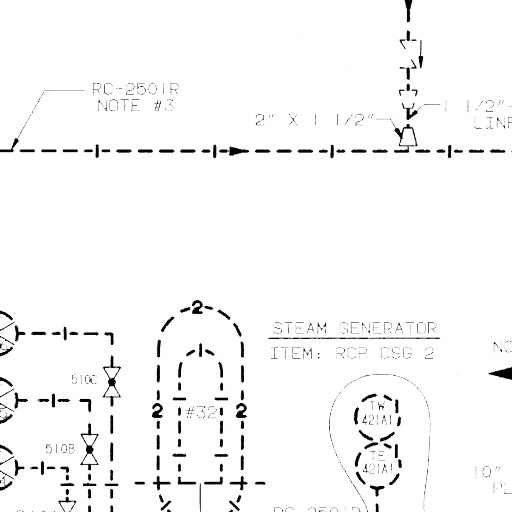 RC-2501R
NOTE #3
2" X 1 1/2"
1 1/2"
LINE
2
STEAM GENERATOR
ITEM: RCP CSG 2
NO
510C
2
#32
2
TW
421A1
510B
TE
421A1
10"
PL
RC-2501R